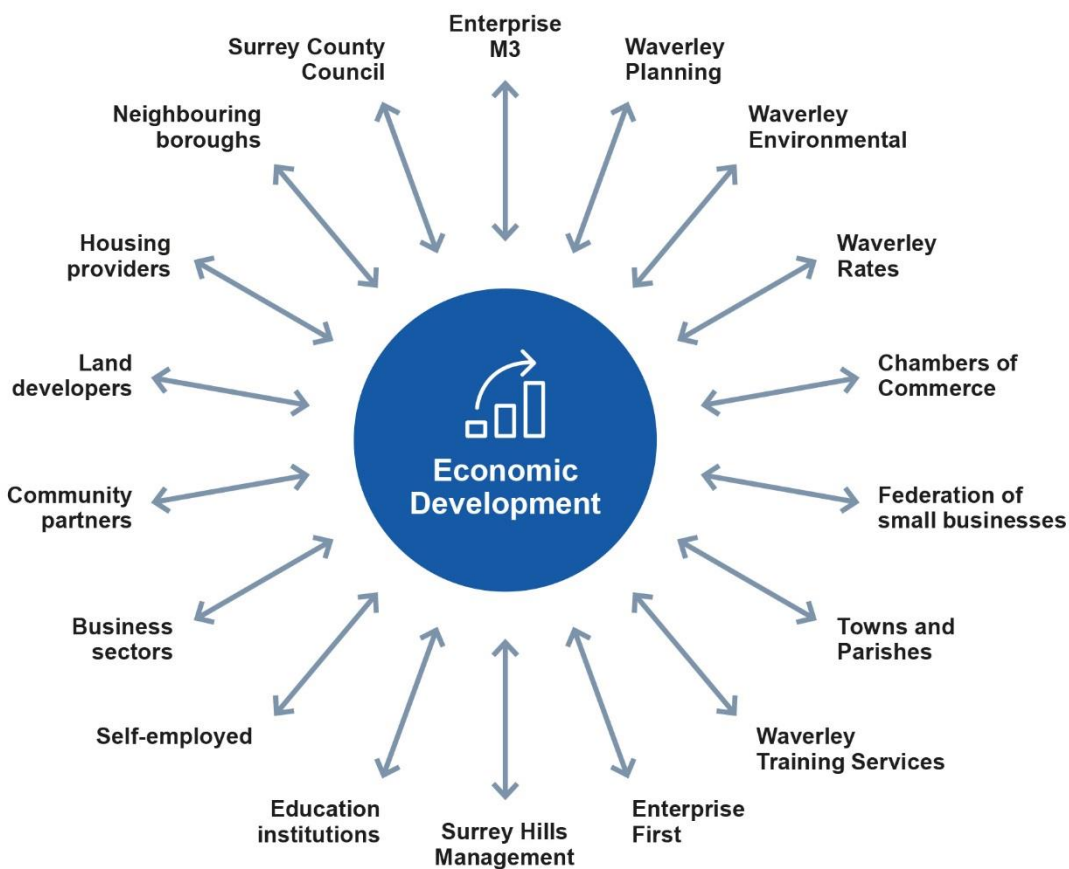 Enterprise
M3
Waverley
Planning
Waverley
Environmental
Waverley
Rates
Chambers of
Commerce
Federation of
small businesses
Towns and
Parishes
Waverley
Training Services
Enterprise
First
Surrey Hills
Management
Education
institutions
Self-employed
Business
sectors
Community
partners
Land
developers
Housing
providers
Neighbouring
boroughs
Surrey County
Council
Economic
Development